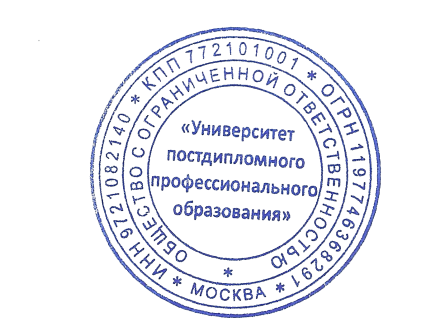 ИНН 9721082140 * КПП 772101001 * ОГРН 1197746368291 * МОСКВА *
ОБЩЕСТВО С ОГРАНИЧЕННОЙ ОТВЕТСТВЕННОСТЬЮ *
«Университет
постдипломного
профессионального
образования»